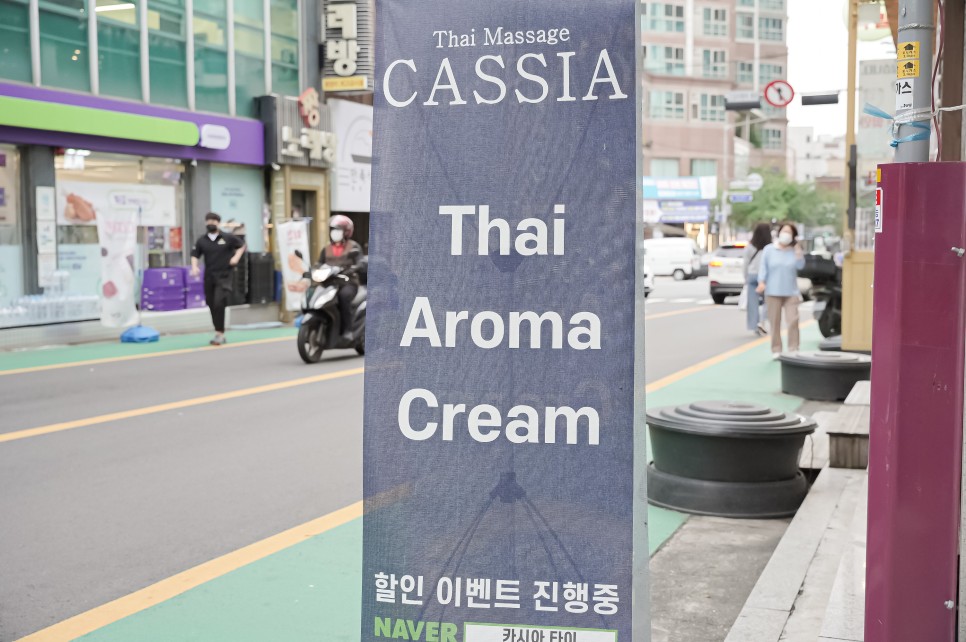 Thai Massage
CASSIA
Thai
Aroma
Cream
할인 이벤트 진행중
NAVER
카시아 타이